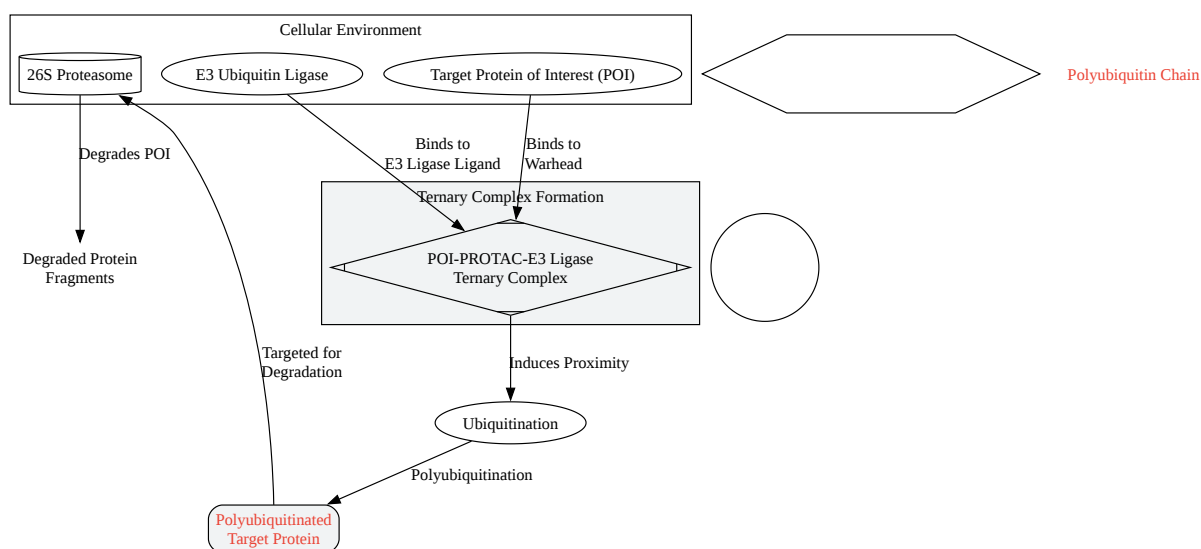 Cellular Environment
26S Proteasome
E3 Ubiquitin Ligase
Target Protein of Interest (POI)
Polyubiquitin Chain
Degrades POI
Binds to
E3 Ligase Ligand
Binds to
Warhead
Ternary Complex Formation
POI-PROTAC-E3 Ligase
Ternary Complex
Degraded Protein
Fragments
Targeted for
Degradation
Induces Proximity
Ubiquitination
Polyubiquitination
Polyubiquitinated
Target Protein